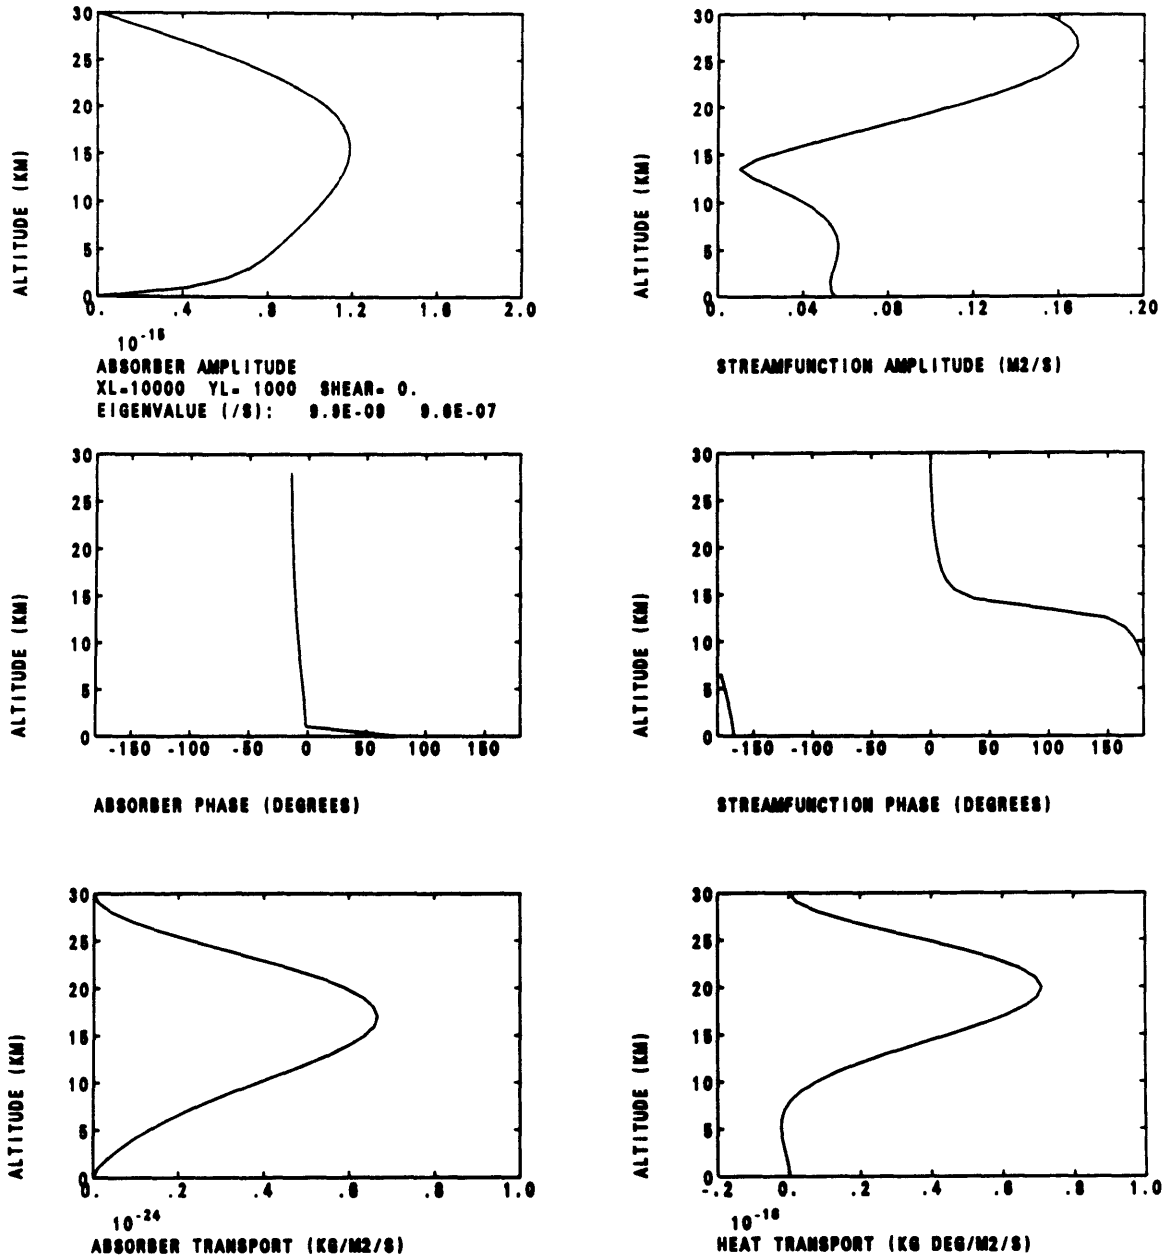 30
25
20
15
10
5
0
ALTITUDE (KM)
0. .4 .8 1.2 1.6 2.0
10-15
ABSORBER AMPLITUDE
XL=10000 YL= 1000 SHEAR= 0.
EIGENVALUE (/S): 9.9E-09 9.6E-07
30
25
20
15
10
5
0
ALTITUDE (KM)
0. .04 .08 .12 .16 .20
STREAMFUNCTION AMPLITUDE (M2/S)
30
25
20
15
10
5
0
ALTITUDE (KM)
-150 -100 -50 0 50 100 150
ABSORBER PHASE (DEGREES)
30
25
20
15
10
5
0
ALTITUDE (KM)
-150 -100 -50 0 50 100 150
STREAMFUNCTION PHASE (DEGREES)
30
25
20
15
10
5
0
ALTITUDE (KM)
0. .2 .4 .6 .8 1.0
10-24
ABSORBER TRANSPORT (KG/M2/S)
30
25
20
15
10
5
0
ALTITUDE (KM)
-.2 0. .2 .4 .6 .8 1.0
10-16
HEAT TRANSPORT (KG DEG/M2/S)